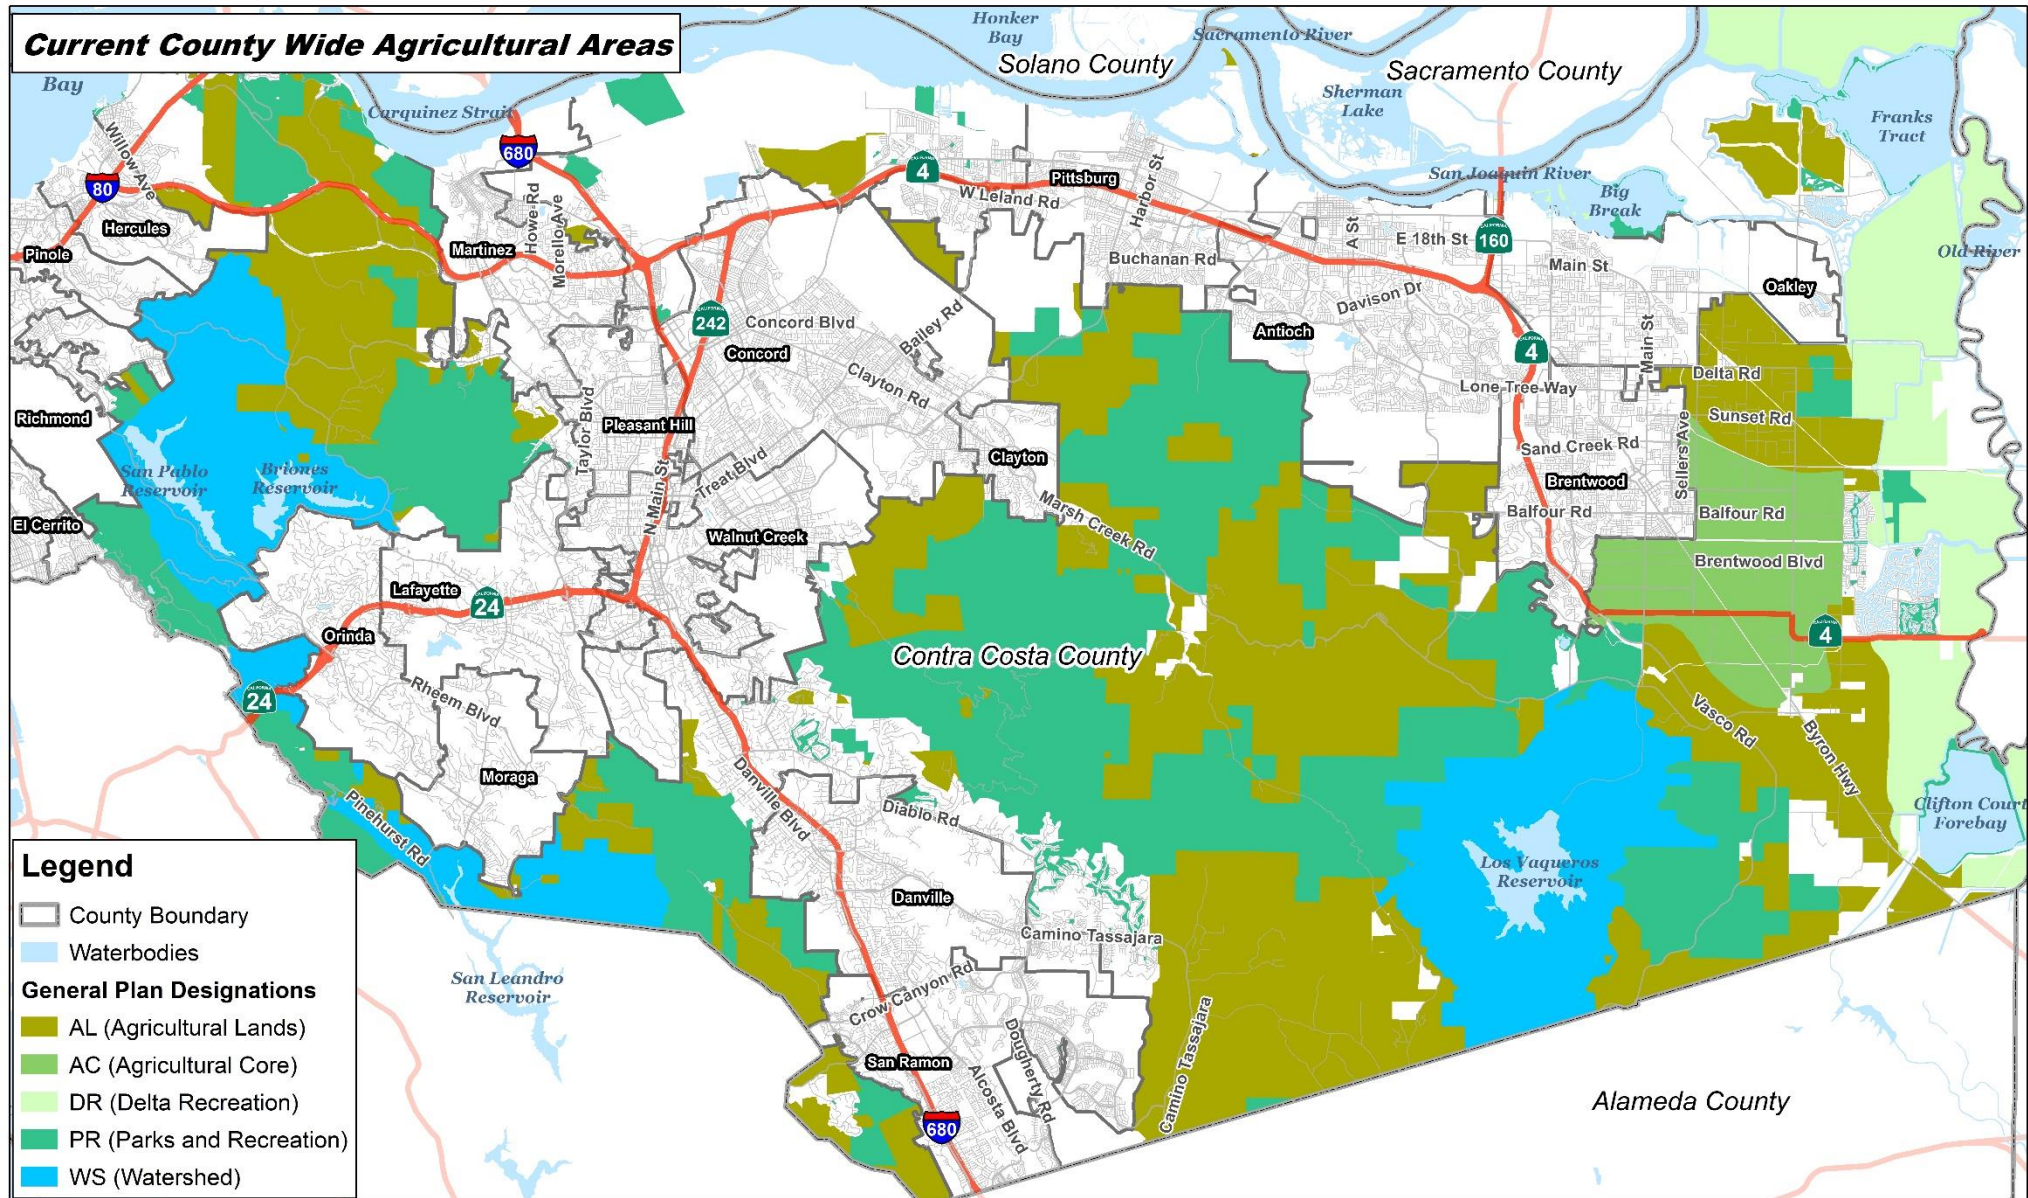 Current County Wide Agricultural Areas
Bay
Honker
Bay
Solano County
Sacramento River
Sacramento County
Sherman
Lake
Franks
Tract
Carquinez Strait
680
Willow Ave
80
Hercules
Pinole
Martinez
Howe Rd
Morello Ave
CALIFORNIA
4
W Leland Rd
Pittsburg
Harbor St
Buchanan Rd
San Joaquin River
Big
Break
Old River
A St
E 18th St
CALIFORNIA
160
Main St
Oakley
Davison Dr
Antioch
CALIFORNIA
242
Concord Blvd
Concord
Bailey Rd
Clayton Rd
CALIFORNIA
4
Main St
Lone Tree Way
Delta Rd
Sunset Rd
Richmond
Taylor Blvd
Pleasant Hill
Treat Blvd
Clayton
Sand Creek Rd
Sellers Ave
Brentwood
San Pablo
Reservoir
Briones
Reservoir
El Cerrito
N Main St
Walnut Creek
Marsh Creek Rd
Balfour Rd
Balfour Rd
Brentwood Blvd
Lafayette
CALIFORNIA
24
Orinda
Contra Costa County
CALIFORNIA
4
CALIFORNIA
24
Rheem Blvd
Moraga
Vasco Rd
Byron Hwy
Danville Blvd
Diablo Rd
Pinehurst Rd
Clifton Court
Forebay
Los Vaqueros
Reservoir
Danville
Camino Tassajara
San Leandro
Reservoir
Crow Canyon Rd
San Ramon
Dougherty Rd
Alcosta Blvd
Camino Tassajara
680
Alameda County
Legend
County Boundary
Waterbodies
General Plan Designations
AL (Agricultural Lands)
AC (Agricultural Core)
DR (Delta Recreation)
PR (Parks and Recreation)
WS (Watershed)